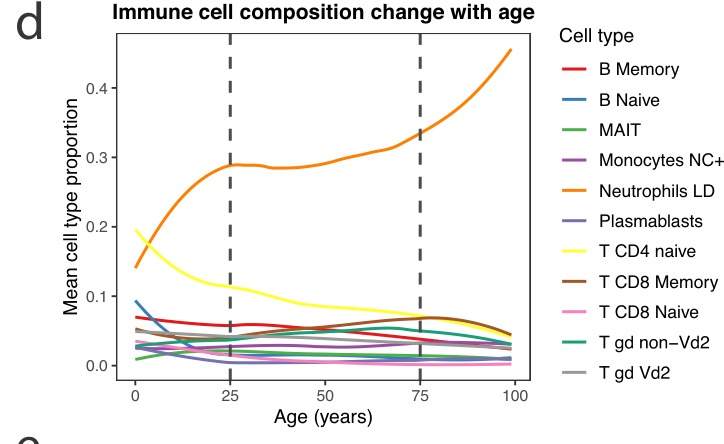 d
Immune cell composition change with age
Mean cell type proportion
0.4
0.3
0.2
0.1
0.0
0
25
50
75
100
Age (years)
Cell type
B Memory
B Naive
MAIT
Monocytes NC+
Neutrophils LD
Plasmablasts
T CD4 naive
T CD8 Memory
T CD8 Naive
T gd non−Vd2
T gd Vd2